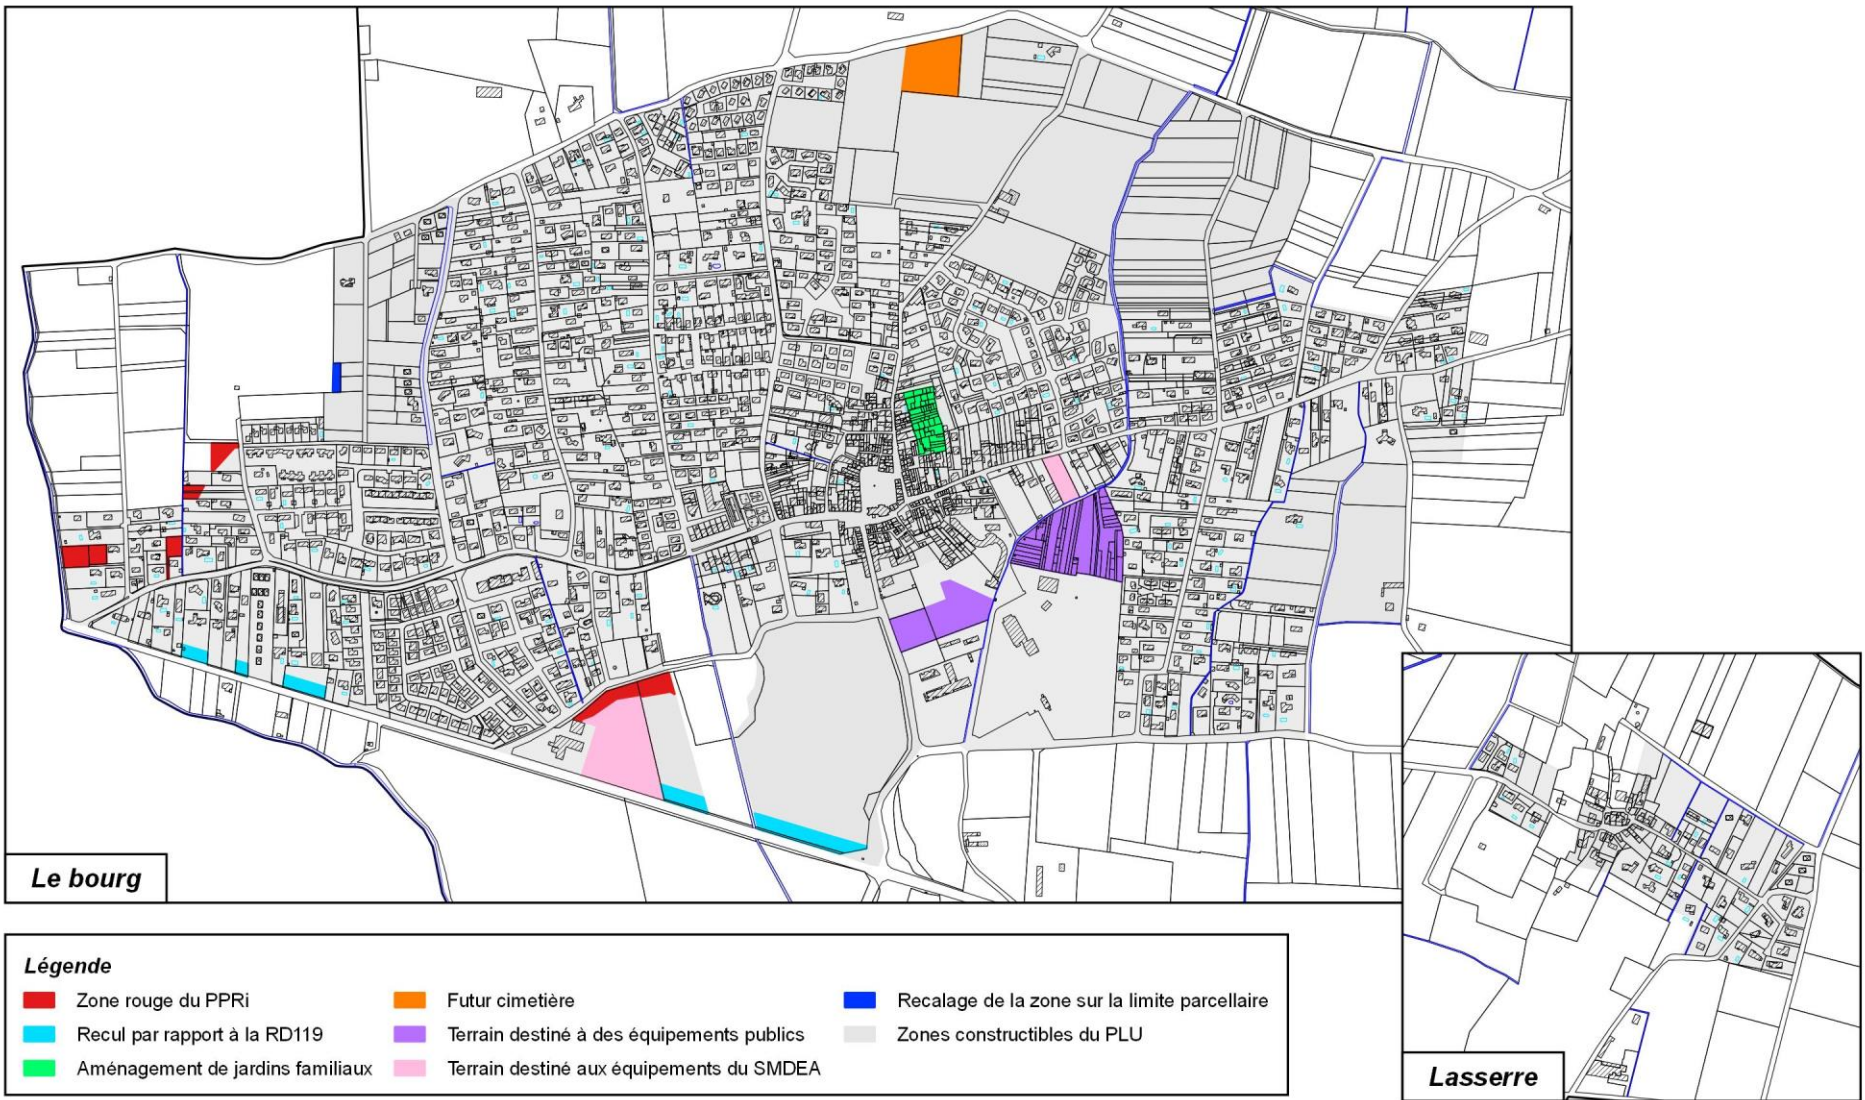 Le bourg
Lasserre
Légende
Zone rouge du PPRi
Recul par rapport à la RD119
Aménagement de jardins familiaux
Futur cimetière
Terrain destiné à des équipements publics
Terrain destiné aux équipements du SMDEA
Recalage de la zone sur la limite parcellaire
Zones constructibles du PLU